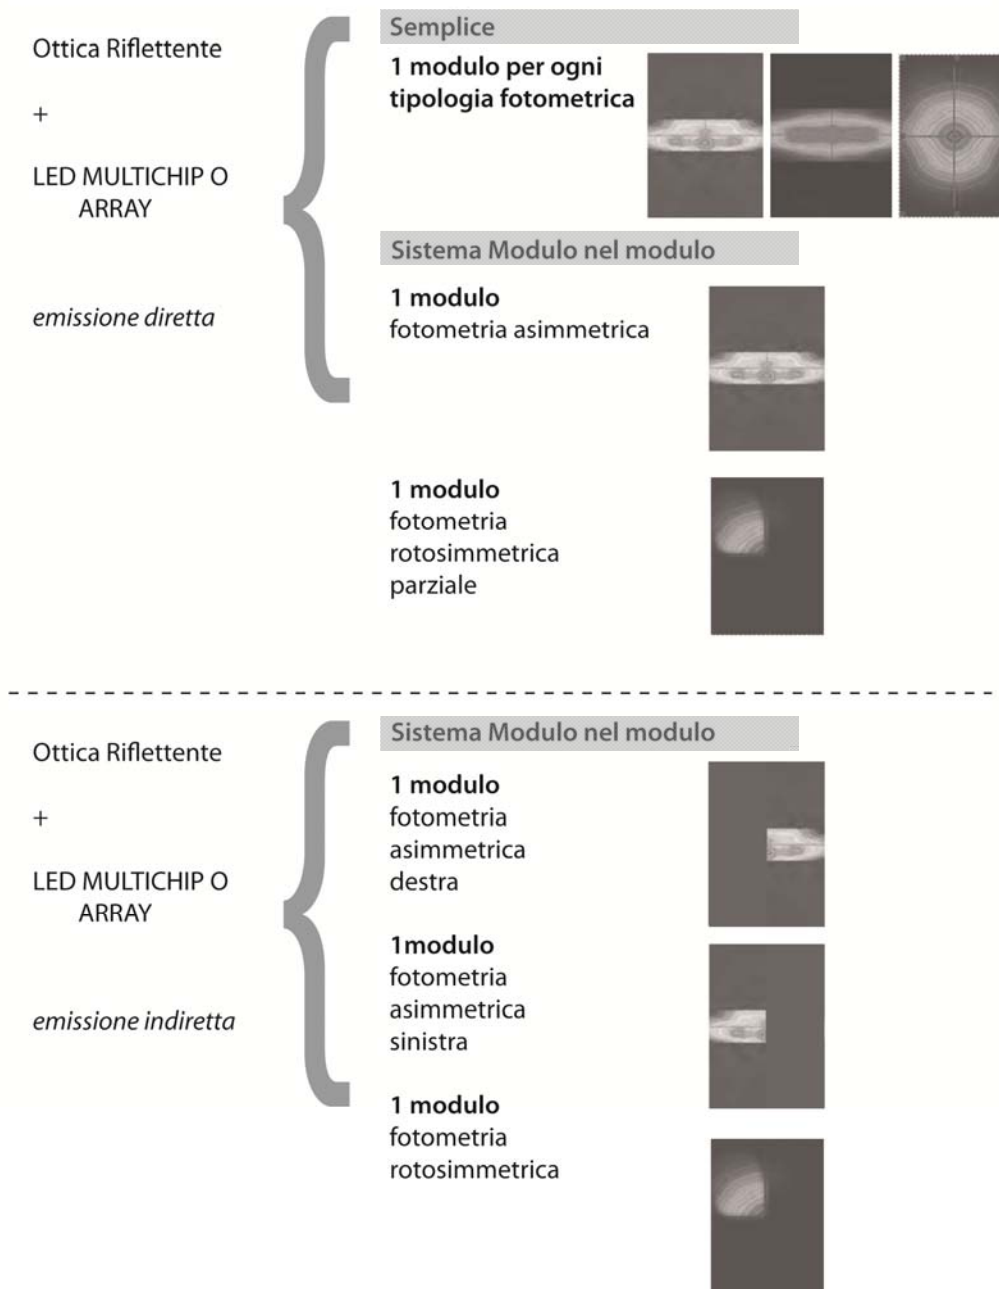 Ottica Riflettente
+
LED MULTICHIP O
ARRAY
emissione diretta
Semplice
1 modulo per ogni
tipologia fotometrica
Sistema Modulo nel modulo
1 modulo
fotometria asimmetrica
1 modulo
fotometria
rotosimmetrica
parziale
Ottica Riflettente
+
LED MULTICHIP O
ARRAY
emissione indiretta
Sistema Modulo nel modulo
1 modulo
fotometria
asimmetrica
destra
1modulo
fotometria
asimmetrica
sinistra
1 modulo
fotometria
rotosimmetrica